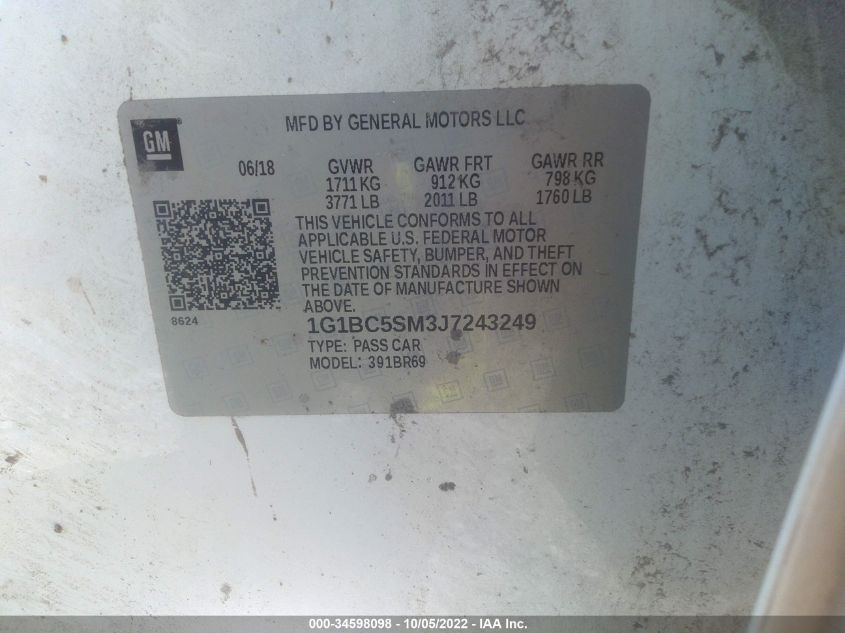 GM
MFD BY GENERAL MOTORS LLC
06/18
GVWR GAWR FRT GAWR RR
1711 KG 912 KG 798 KG
3771 LB 2011 LB 1760 LB
THIS VEHICLE CONFORMS TO ALL
APPLICABLE U.S. FEDERAL MOTOR
VEHICLE SAFETY, BUMPER, AND THEFT
PREVENTION STANDARDS IN EFFECT ON
THE DATE OF MANUFACTURE SHOWN
ABOVE.
8624
1G1BC5SM3J7243249
TYPE: PASS CAR
MODEL: 391BR69
000-34598098 - 10/05/2022 - IAA Inc.